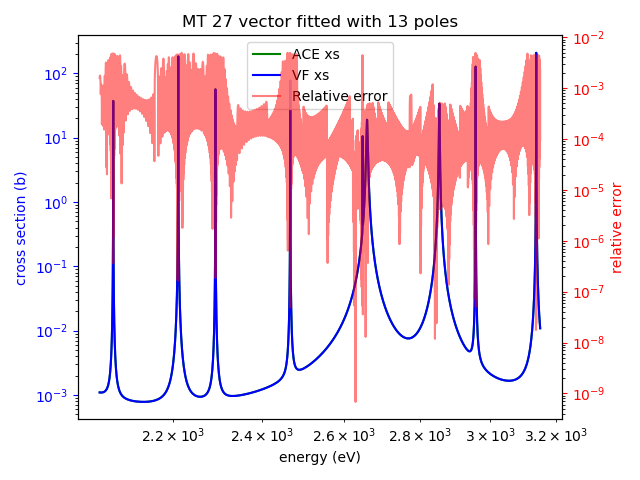 MT 27 vector fitted with 13 poles
ACE xs
VF xs
Relative error
cross section (b)
10²
10¹
10⁰
10⁻¹
10⁻²
10⁻³
10⁻²
10⁻³
10⁻⁴
10⁻⁵
10⁻⁶
10⁻⁷
10⁻⁸
10⁻⁹
relative error
2.2 × 10³ 2.4 × 10³ 2.6 × 10³ 2.8 × 10³ 3 × 10³ 3.2 × 10³
energy (eV)